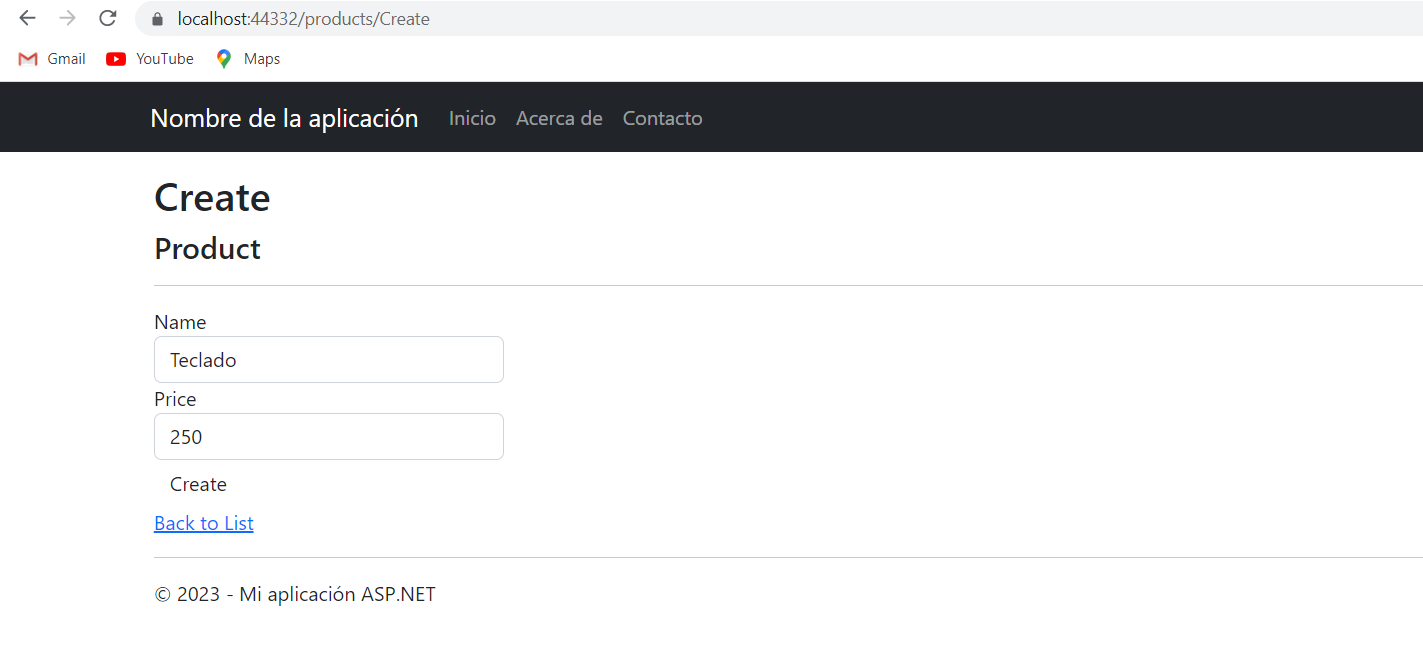 localhost:44332/products/Create
Gmail YouTube Maps
Nombre de la aplicación Inicio Acerca de Contacto
Create
Product
Name
Teclado
Price
250
Create
Back to List
© 2023 - Mi aplicación ASP.NET